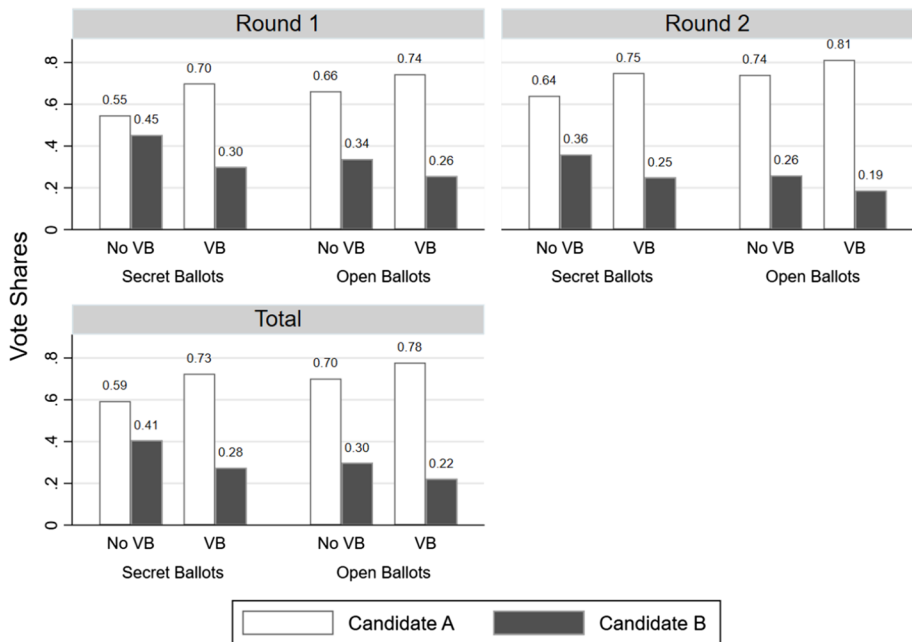 Round 1
Round 2
Vote Shares
0 .2 .4 .6 .8
0.55 0.45 0.70 0.30 0.66 0.34 0.74 0.26
No VB VB No VB VB
Secret Ballots Open Ballots
0.64 0.36 0.75 0.25 0.74 0.26 0.81 0.19
No VB VB No VB VB
Secret Ballots Open Ballots
Total
0 .2 .4 .6 .8
0.59 0.41 0.73 0.28 0.70 0.30 0.78 0.22
No VB VB No VB VB
Secret Ballots Open Ballots
Candidate A Candidate B